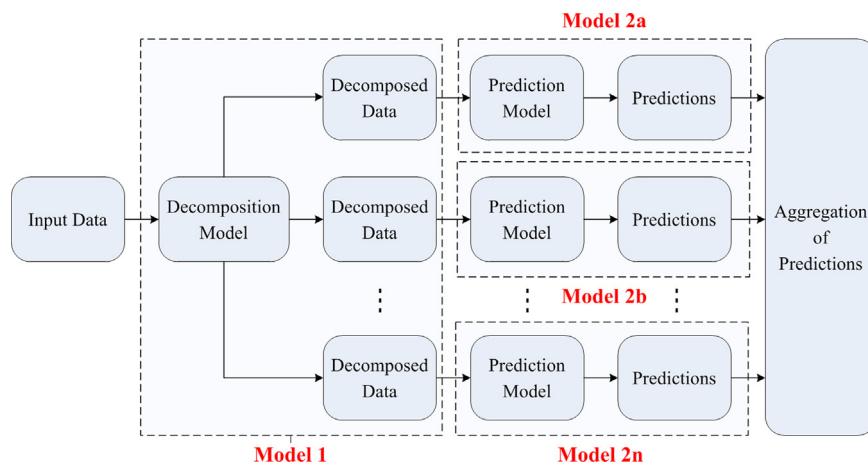 Model 2a
Decomposed
Data
Prediction
Model
Predictions
Input Data
Decomposition
Model
Decomposed
Data
Prediction
Model
Predictions
Aggregation
of
Predictions
Model 2b
Decomposed
Data
Prediction
Model
Predictions
Model 1
Model 2n